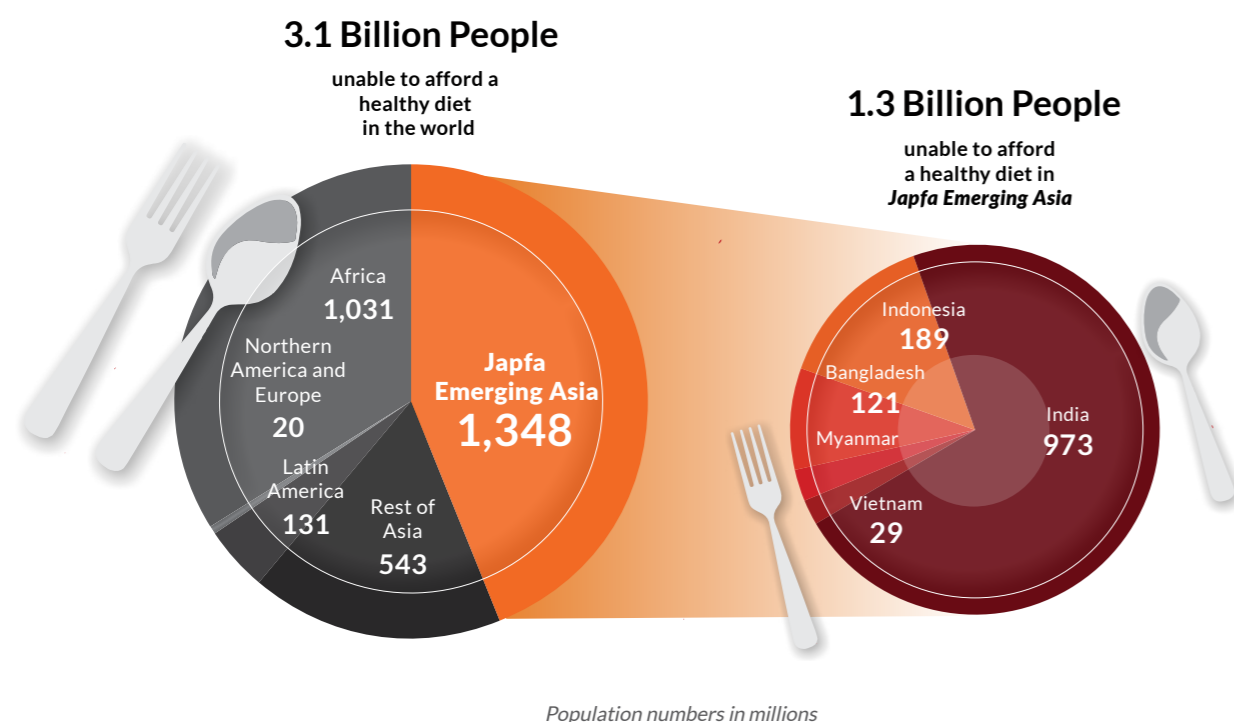 3.1 Billion People
unable to afford a
healthy diet
in the world
Africa
1,031
Northern
America and
Europe
20
Latin
America
131
Rest of
Asia
543
Japfa
Emerging Asia
1,348
1.3 Billion People
unable to afford
a healthy diet in
Japfa Emerging Asia
Indonesia
189
Bangladesh
121
Myanmar
Vietnam
29
India
973
Population numbers in millions